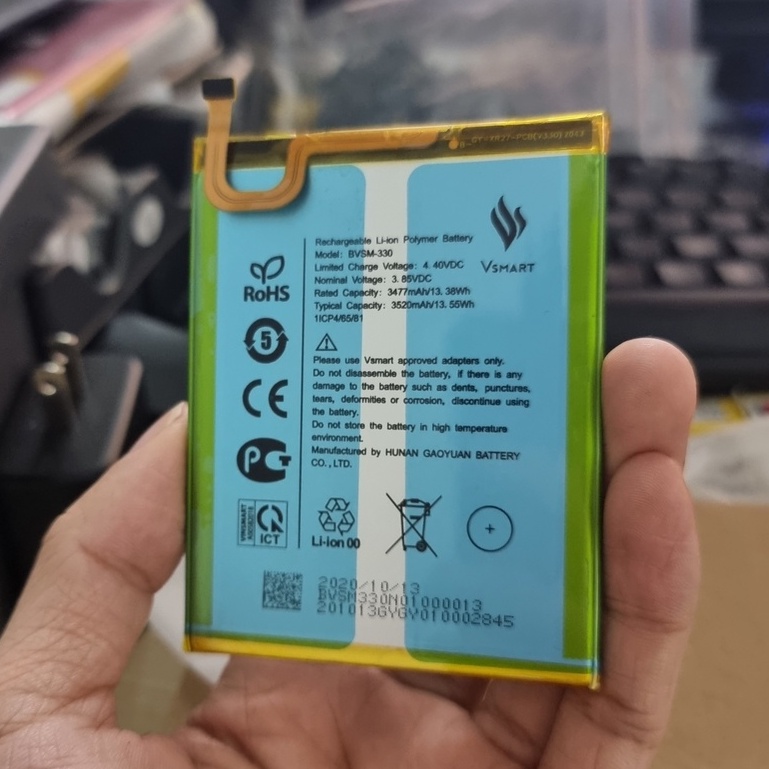 VSMART
Rechargeable Li-ion Polymer Battery
Model: BVSM-330
Limited Charge Voltage: 4.40VDC
Nominal Voltage: 3.85VDC
Rated Capacity: 3477mAh/13.38Wh
Typical Capacity: 3520mAh/13.55Wh
1ICP4/65/81
Please use Vsmart approved adapters only.
Do not disassemble the battery, if there is any
damage to the battery such as dents, punctures,
tears, deformities or corrosion, discontinue using
the battery.
Do not store the battery in high temperature
environment.
Manufactured by HUNAN GAOYUAN BATTERY
CO.,LTD.
RoHS
5
CE
PCT
VINSMART
ICT
Li-ion 00
2020/10/13
BVSM330N01000013